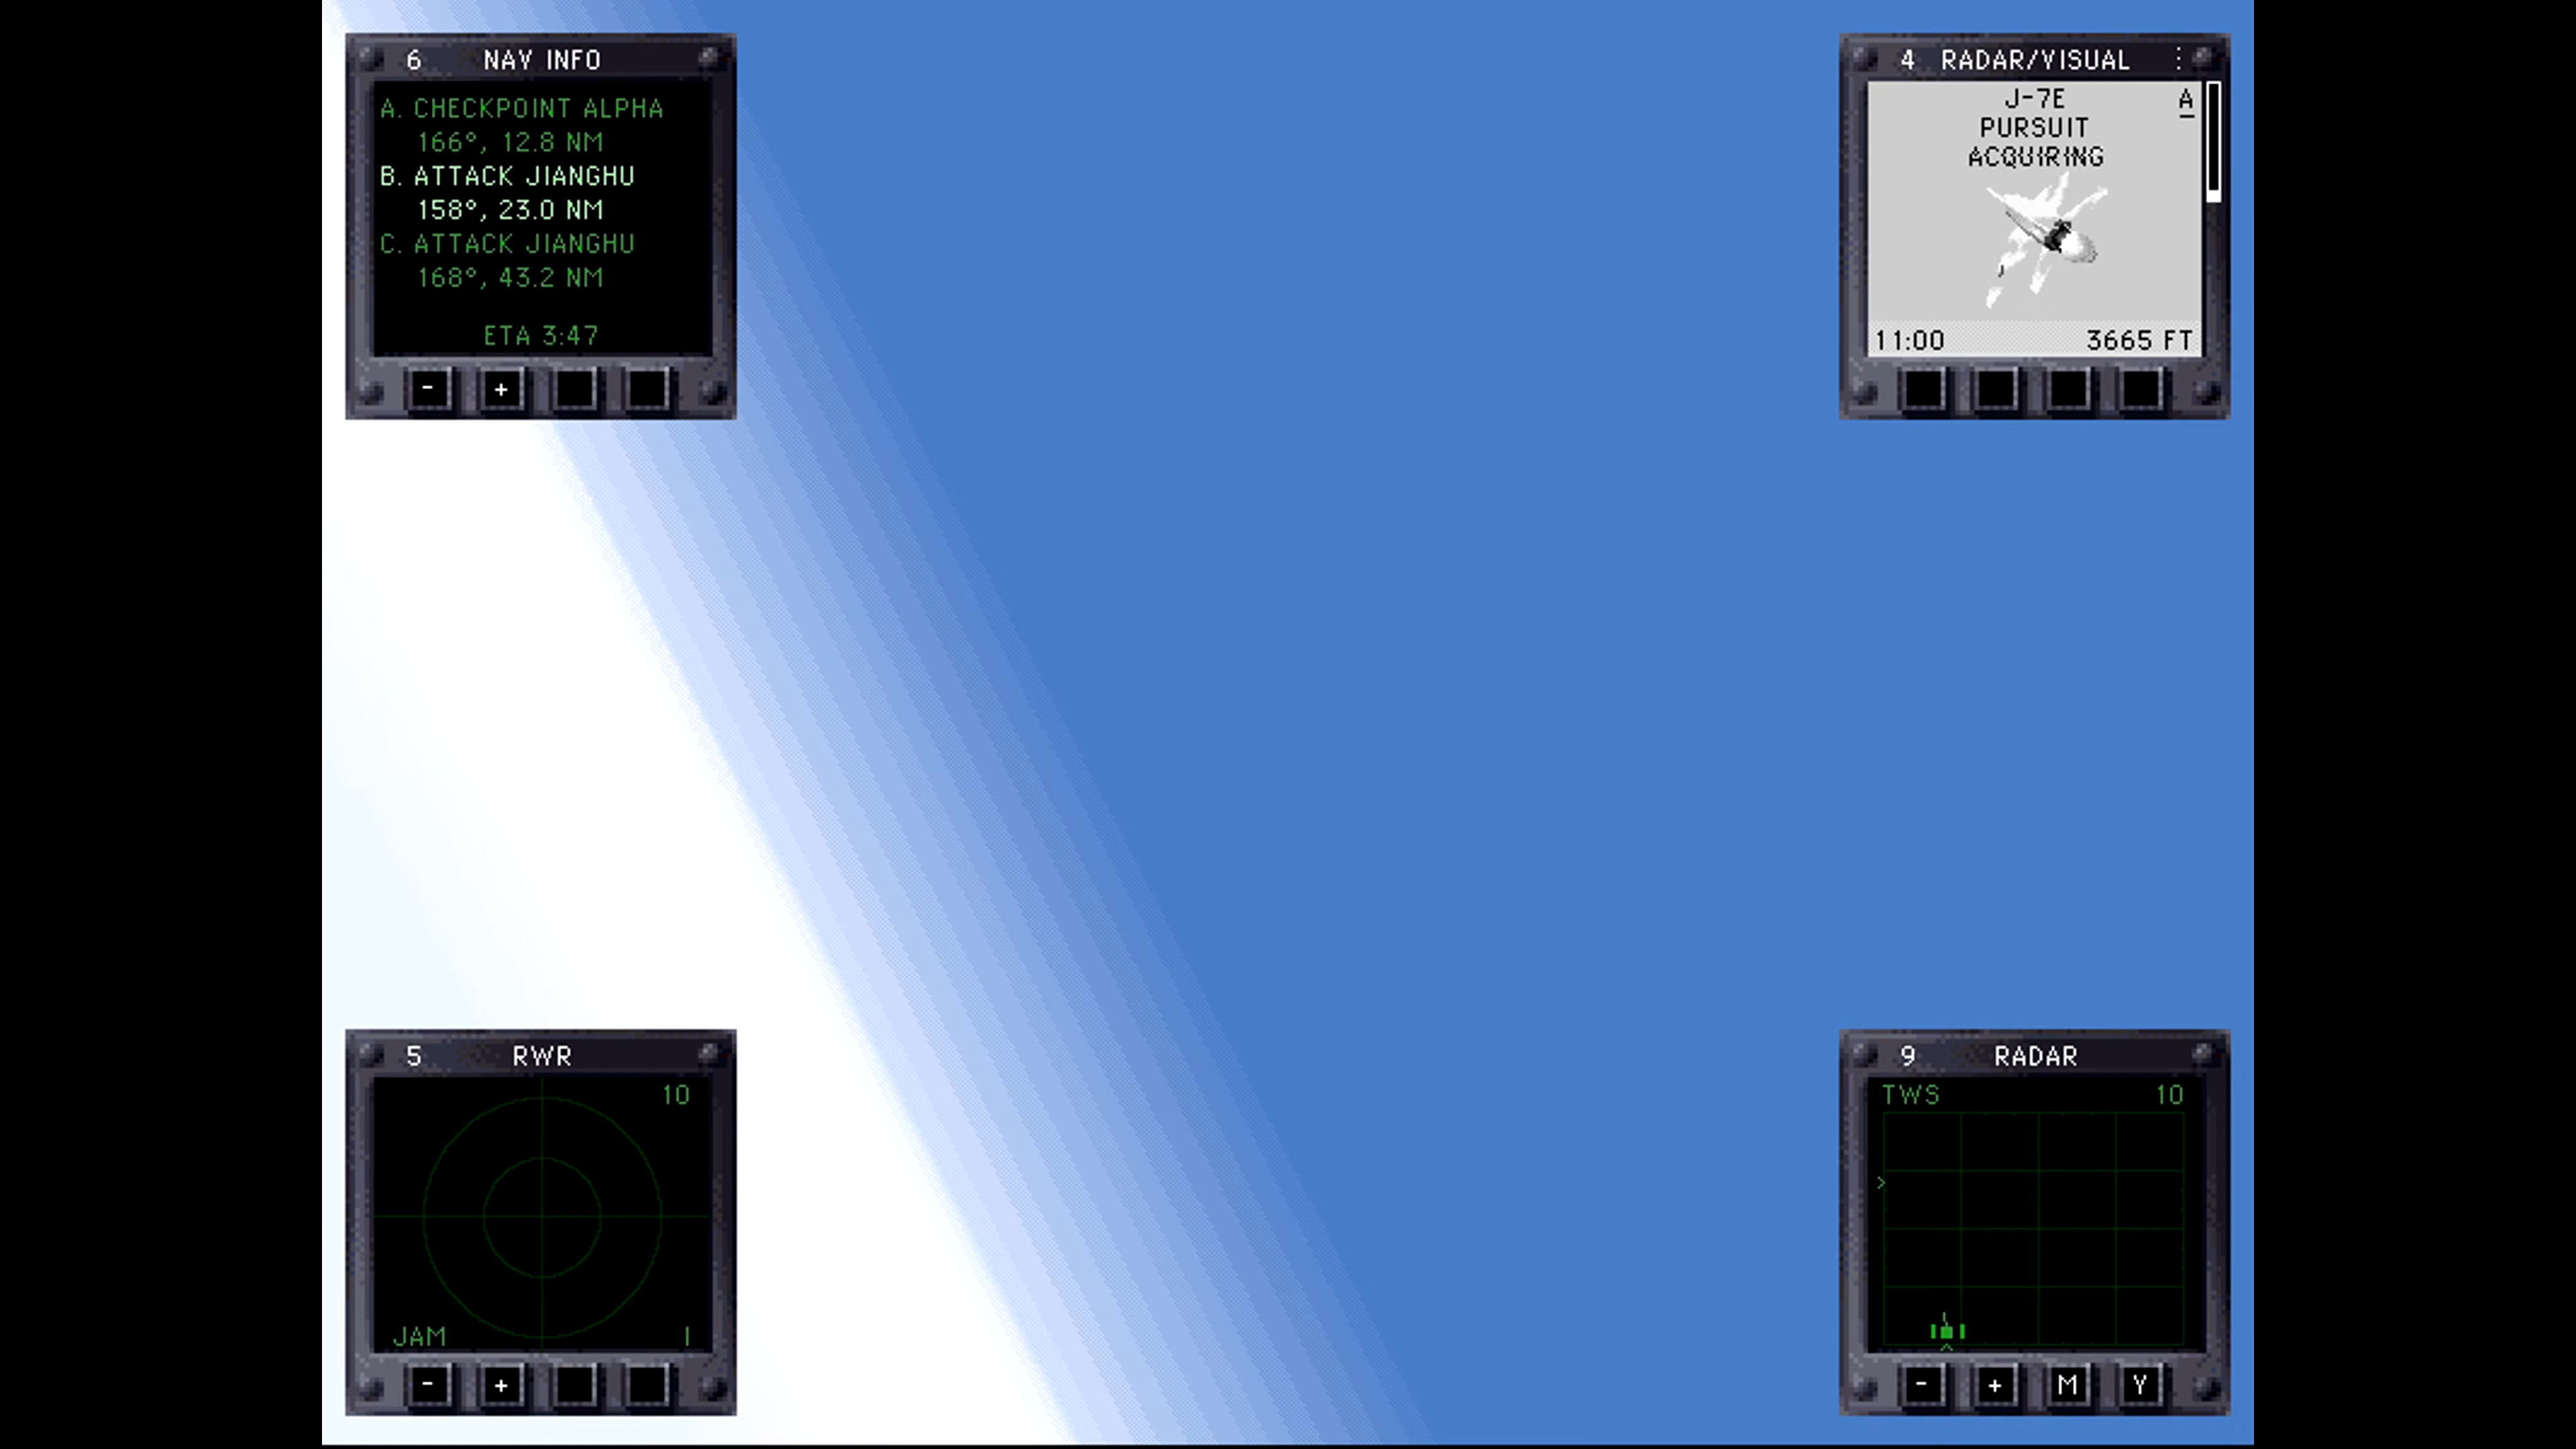 6 NAV INFO
A. CHECKPOINT ALPHA
166°, 12.8 NM
B. ATTACK JIANGHU
158°, 23.0 NM
C. ATTACK JIANGHU
168°, 43.2 NM
ETA 3:47
- +
4 RADAR/VISUAL
J-7E A
PURSUIT
ACQUIRING
11:00 3665 FT
5 RWR
10
JAM I
- +
9 RADAR
TWS 10
- + M Y